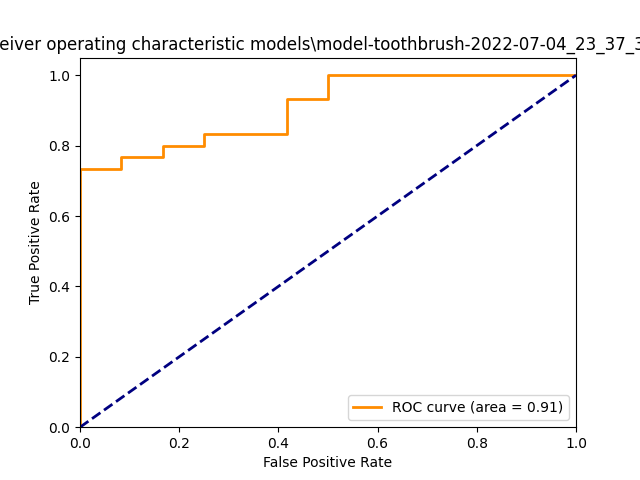 eiver operating characteristic models\model-toothbrush-2022-07-04_23_37_3
1.0
0.8
0.6
0.4
0.2
0.0
True Positive Rate
0.0 0.2 0.4 0.6 0.8 1.0
False Positive Rate
ROC curve (area = 0.91)